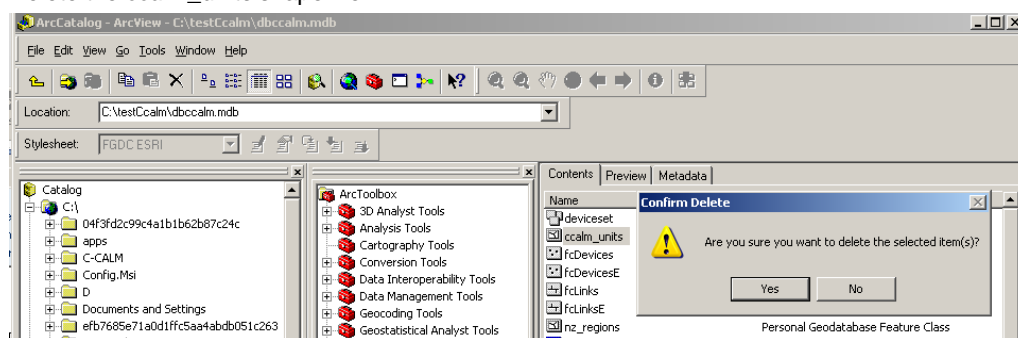 ArcCatalog - ArcView - C:\testCcalm\dbccalm.mdb
File Edit View Go Tools Window Help
Location: C:\testCcalm\dbccalm.mdb
Stylesheet: FGDC ESRI
Catalog
C:\
04f3fd2c99c4a1b1b62b87c24c
apps
C-CALM
Config.Msi
D
Documents and Settings
efb7685e71a0d1ffc5aa4abdb051c263
ArcToolbox
3D Analyst Tools
Analysis Tools
Cartography Tools
Conversion Tools
Data Interoperability Tools
Data Management Tools
Geocoding Tools
Geostatistical Analyst Tools
Contents Preview Metadata
Name
deviceset
ccalm_units
fcDevices
fcDevicesE
fcLinks
fcLinksE
nz_regions Personal Geodatabase Feature Class
Confirm Delete
Are you sure you want to delete the selected item(s)?
Yes No